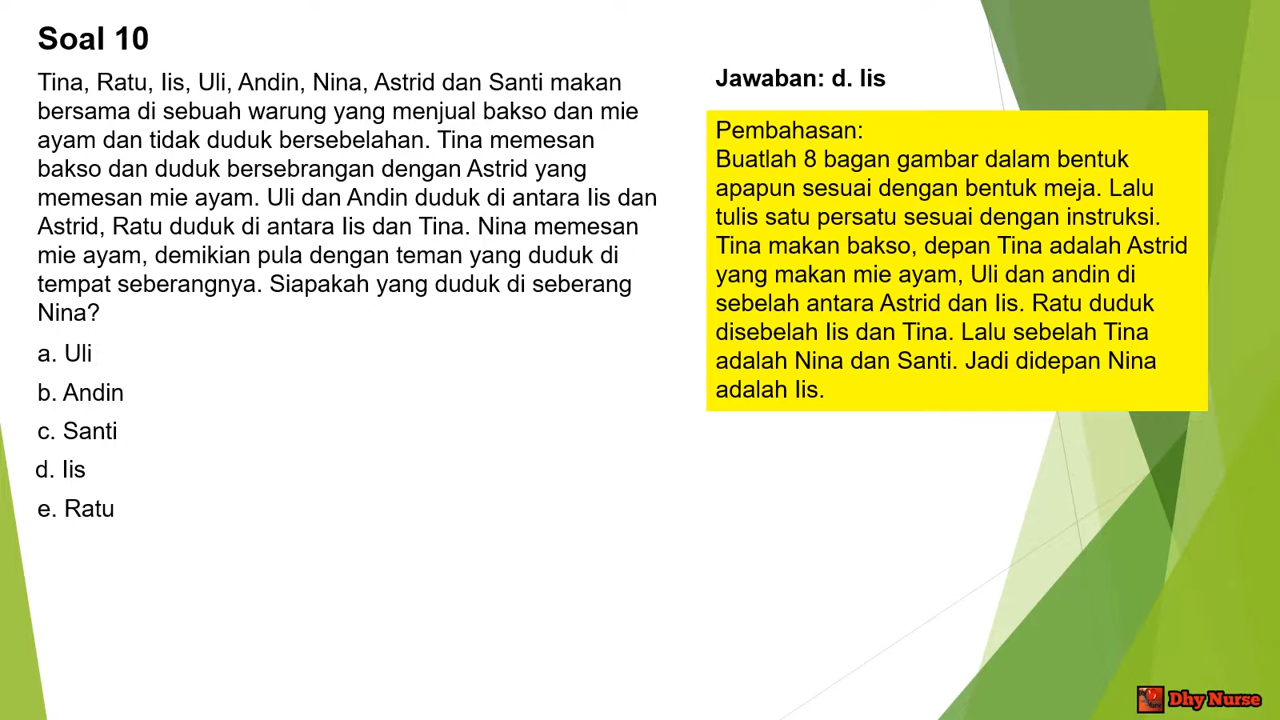 Soal 10
Tina, Ratu, Iis, Uli, Andin, Nina, Astrid dan Santi makan
bersama di sebuah warung yang menjual bakso dan mie
ayam dan tidak duduk bersebelahan. Tina memesan
bakso dan duduk bersebrangan dengan Astrid yang
memesan mie ayam. Uli dan Andin duduk di antara Iis dan
Astrid, Ratu duduk di antara Iis dan Tina. Nina memesan
mie ayam, demikian pula dengan teman yang duduk di
tempat seberangnya. Siapakah yang duduk di seberang
Nina?
a. Uli
b. Andin
c. Santi
d. Iis
e. Ratu
Jawaban: d. Iis
Pembahasan:
Buatlah 8 bagan gambar dalam bentuk
apapun sesuai dengan bentuk meja. Lalu
tulis satu persatu sesuai dengan instruksi.
Tina makan bakso, depan Tina adalah Astrid
yang makan mie ayam, Uli dan andin di
sebelah antara Astrid dan Iis. Ratu duduk
disebelah Iis dan Tina. Lalu sebelah Tina
adalah Nina dan Santi. Jadi didepan Nina
adalah Iis.
Dhy Nurse